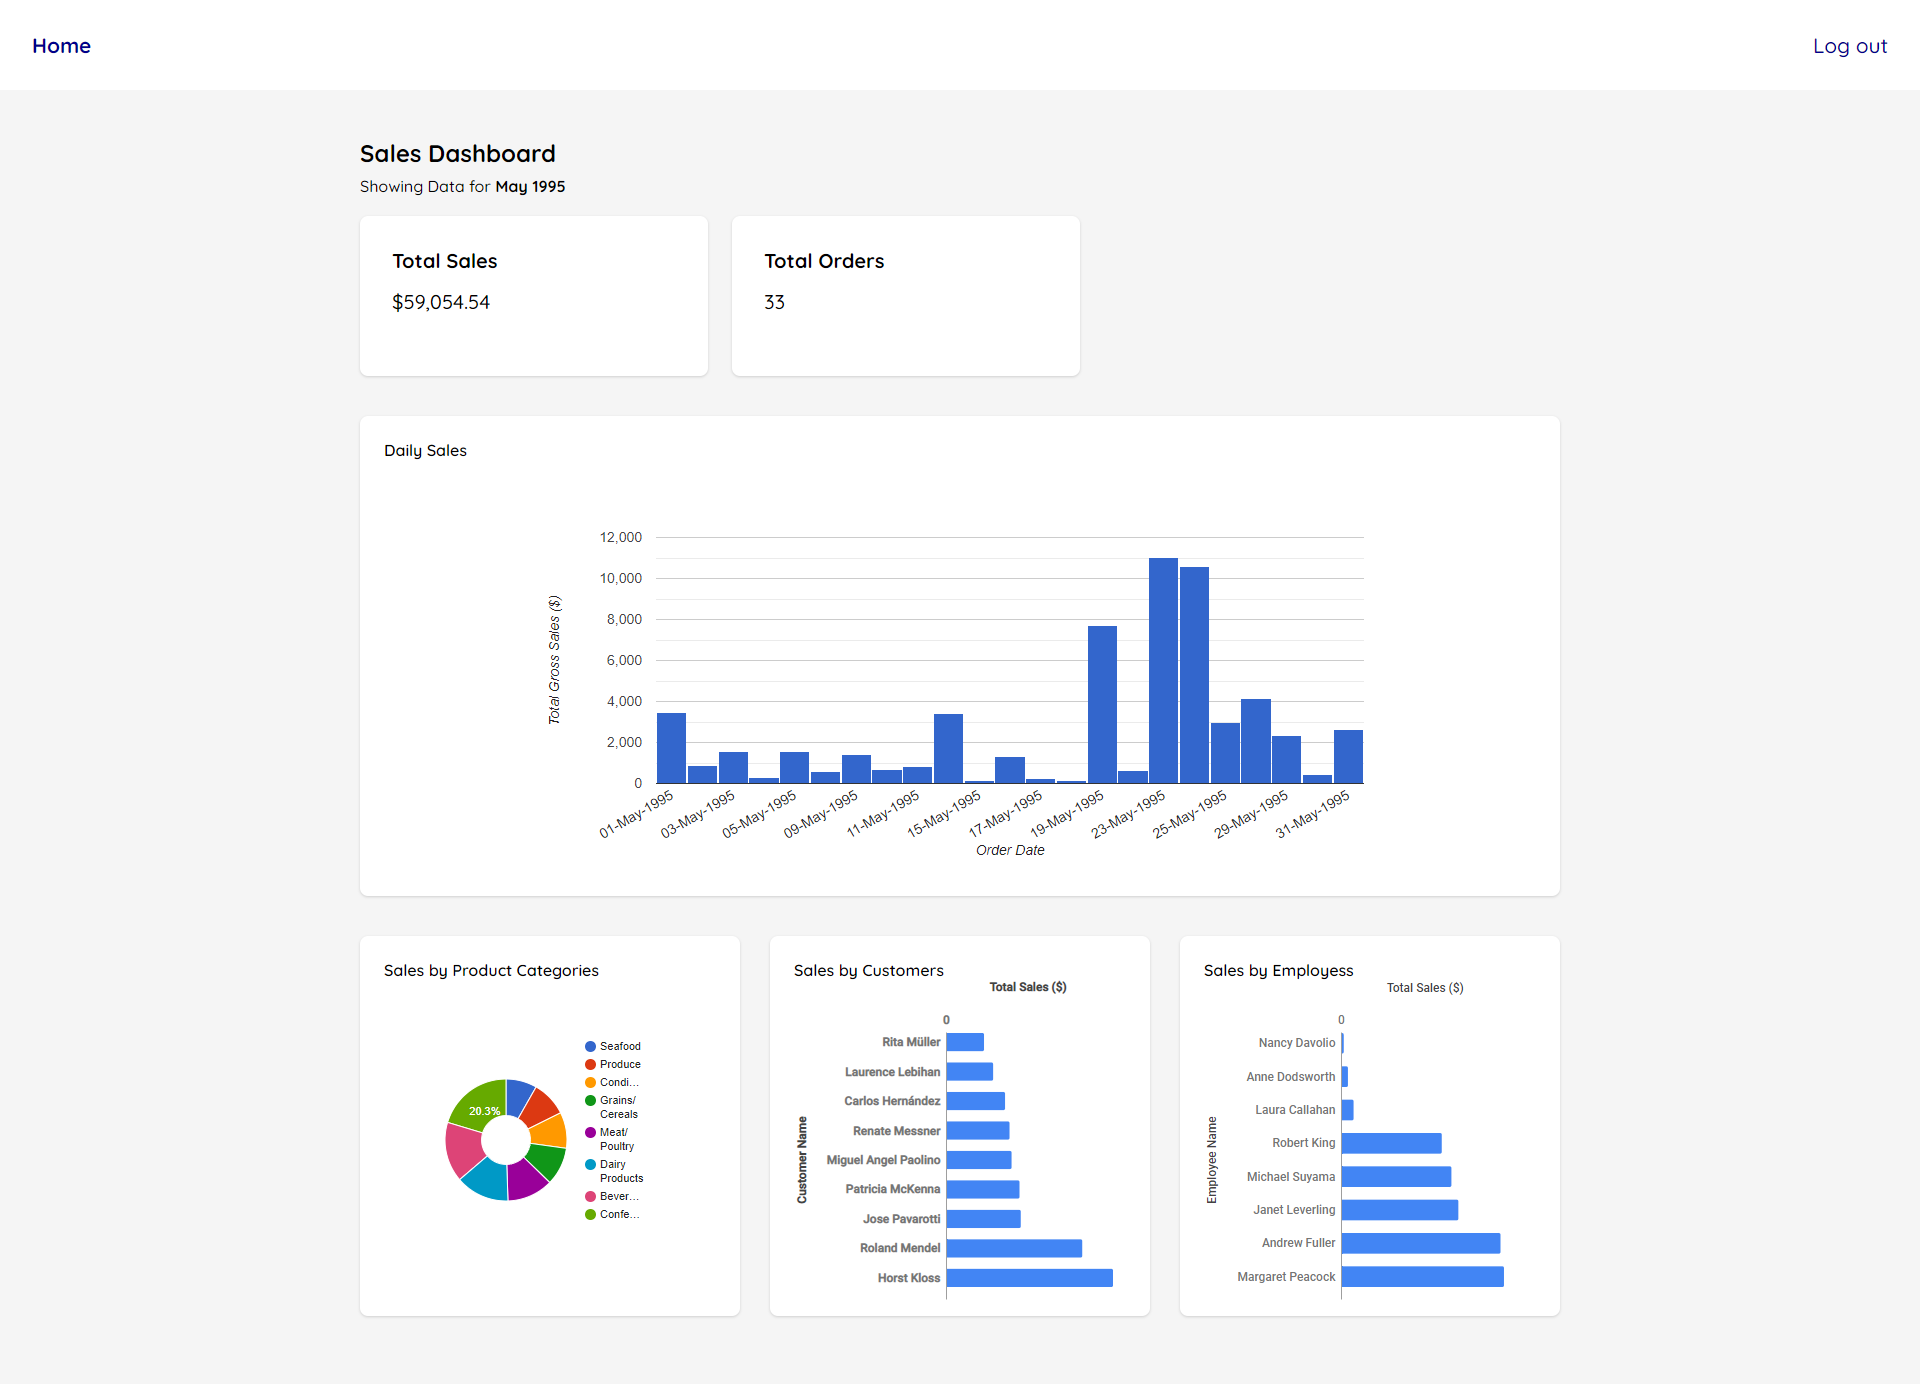 Home
Log out
Sales Dashboard
Showing Data for May 1995
Total Sales
$59,054.54
Total Orders
33
Daily Sales
Total Gross Sales ($)
12,000
10,000
8,000
6,000
4,000
2,000
0
01-May-1995
03-May-1995
05-May-1995
09-May-1995
11-May-1995
15-May-1995
17-May-1995
19-May-1995
23-May-1995
25-May-1995
29-May-1995
31-May-1995
Order Date
Sales by Product Categories
20.3%
Seafood
Produce
Condi...
Grains/
Cereals
Meat/
Poultry
Dairy
Products
Bever...
Confe...
Sales by Customers
Total Sales ($)
0
Customer Name
Rita Müller
Laurence Lebihan
Carlos Hernández
Renate Messner
Miguel Angel Paolino
Patricia McKenna
Jose Pavarotti
Roland Mendel
Horst Kloss
Sales by Employess
Total Sales ($)
0
Employee Name
Nancy Davolio
Anne Dodsworth
Laura Callahan
Robert King
Michael Suyama
Janet Leverling
Andrew Fuller
Margaret Peacock